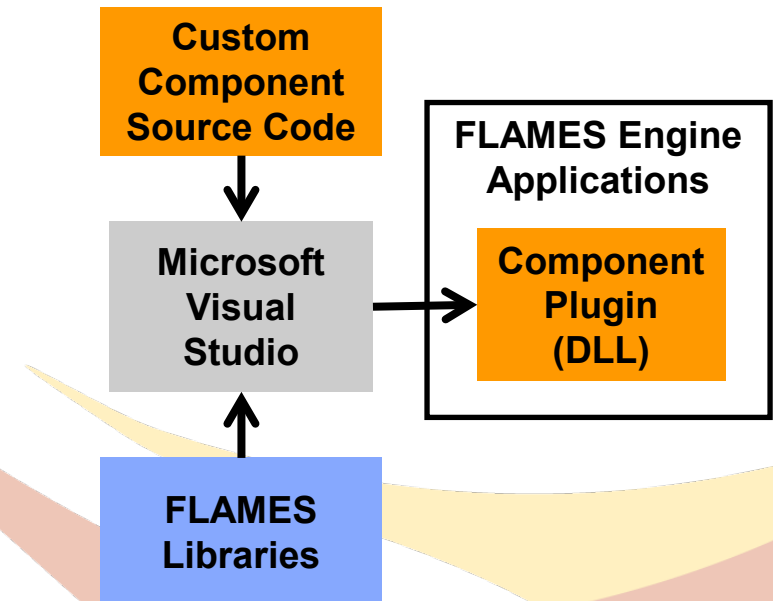 Custom
Component
Source Code
FLAMES Engine
Applications
Microsoft
Visual
Studio
Component
Plugin
(DLL)
FLAMES
Libraries